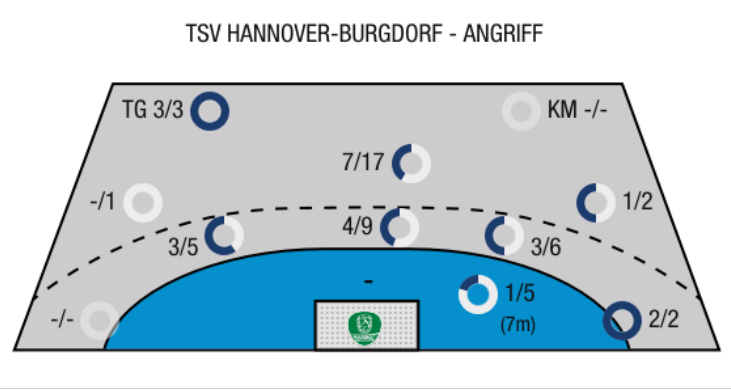 TSV HANNOVER-BURGDORF - ANGRIFF
TG 3/3
KM -/-
7/17
-/1
1/2
3/5
4/9
3/6
-
-/-
1/5
(7m)
2/2